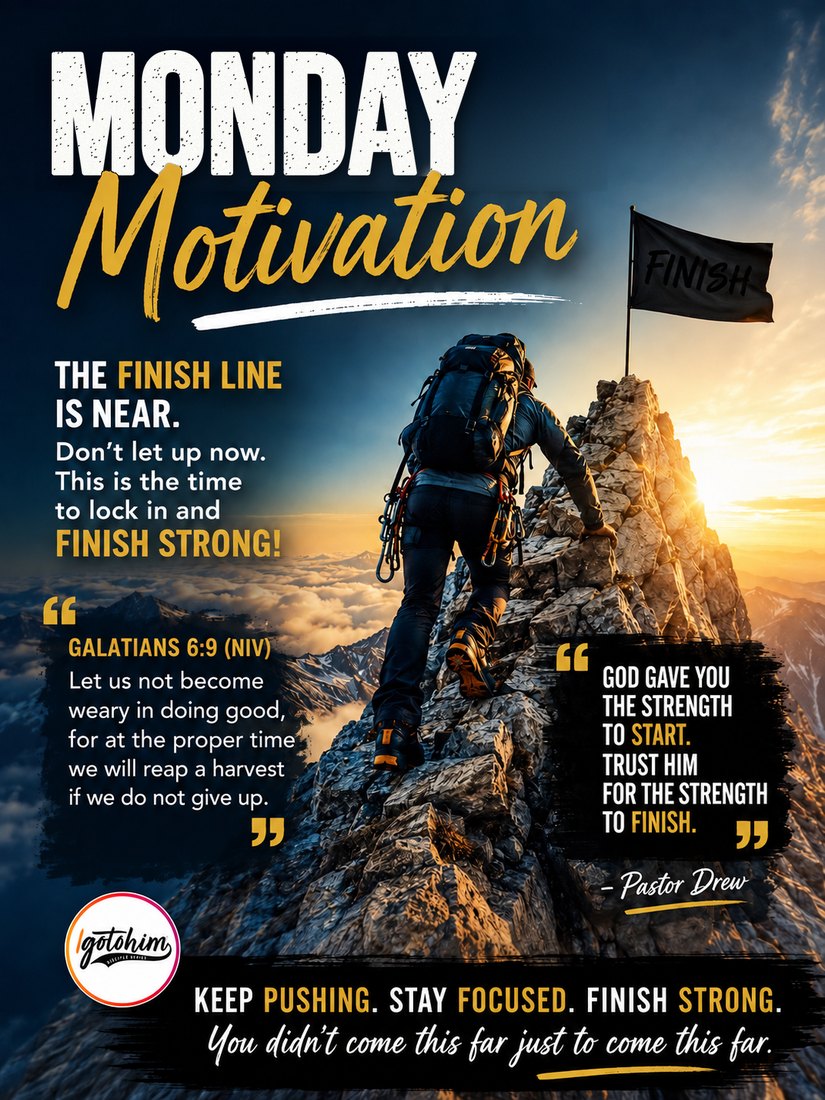 MONDAY
Motivation
FINISH
THE FINISH LINE
IS NEAR.
Don't let up now.
This is the time
to lock in and
FINISH STRONG!
“
GALATIANS 6:9 (NIV)
Let us not become
weary in doing good,
for at the proper time
we will reap a harvest
if we do not give up.
”
“
GOD GAVE YOU
THE STRENGTH
TO START.
TRUST HIM
FOR THE STRENGTH
TO FINISH.
”
– Pastor Drew
Igotohim
DISCIPLE SERIES
KEEP PUSHING. STAY FOCUSED. FINISH STRONG.
You didn't come this far just to come this far.